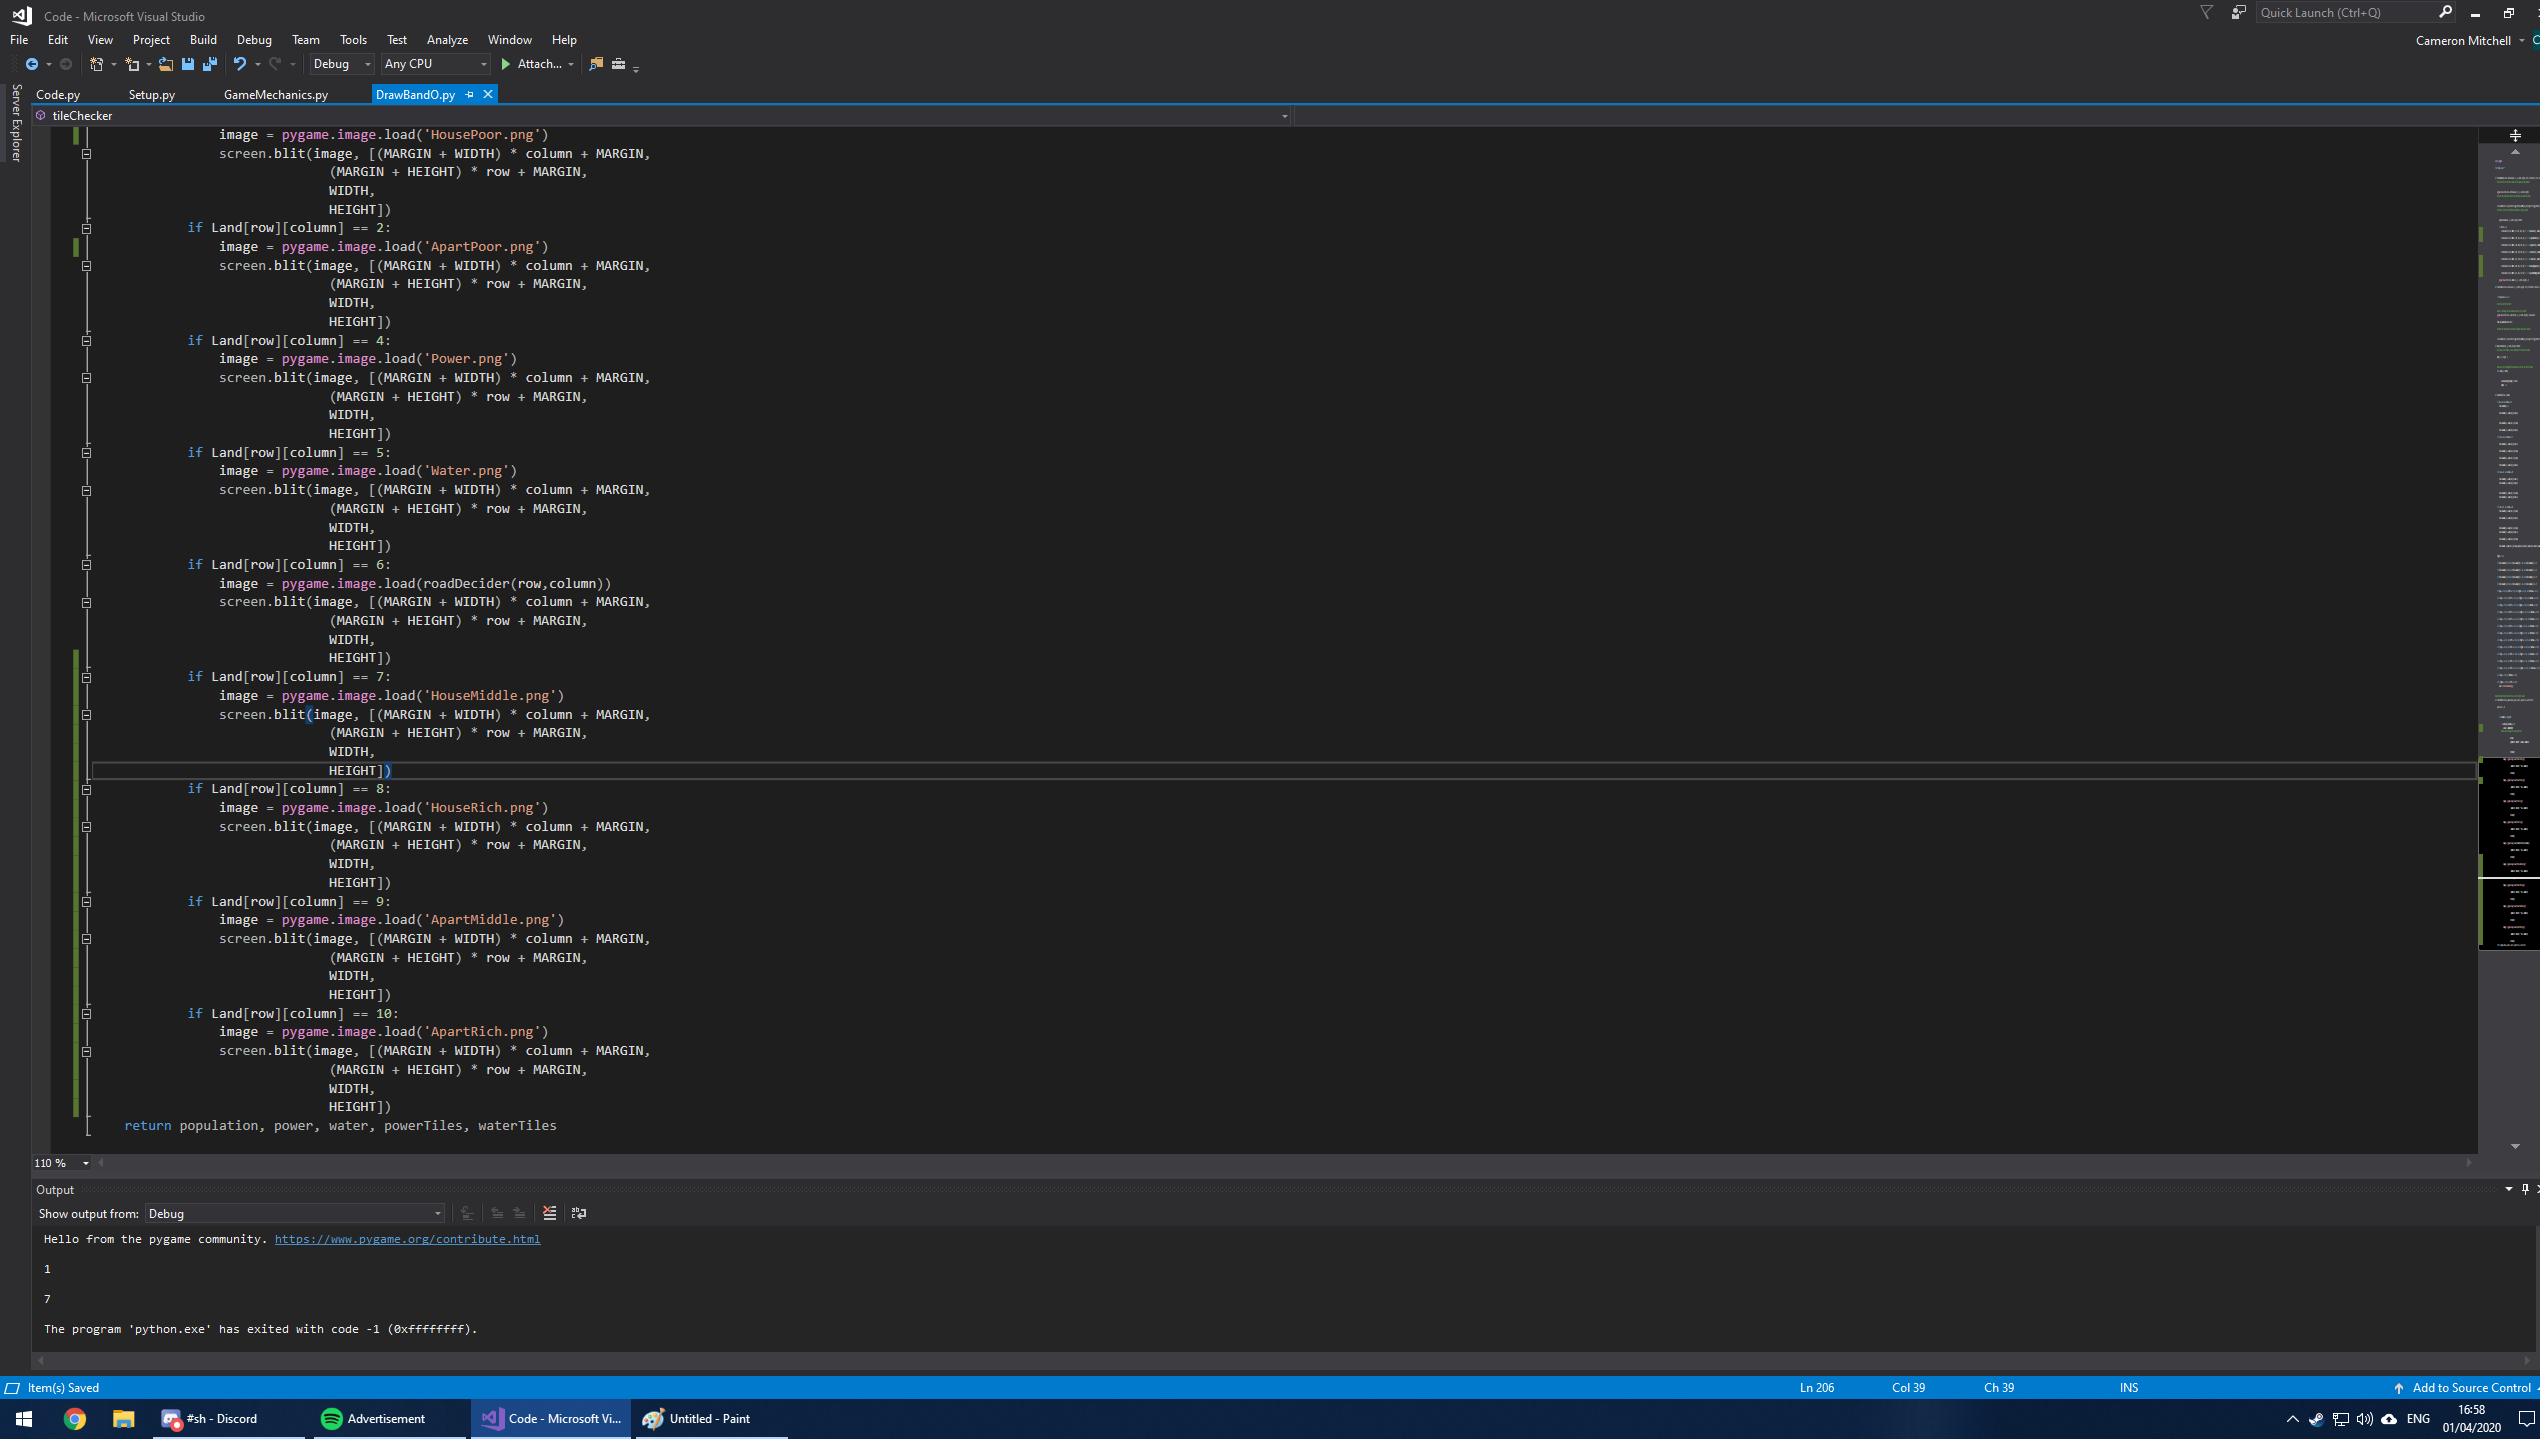 Code - Microsoft Visual Studio
Quick Launch (Ctrl+Q)
File Edit View Project Build Debug Team Tools Test Analyze Window Help
Cameron Mitchell
Debug Any CPU Attach...
Server Explorer
Code.py Setup.py GameMechanics.py DrawBandO.py
tileChecker
image = pygame.image.load('HousePoor.png')
screen.blit(image, [(MARGIN + WIDTH) * column + MARGIN,
(MARGIN + HEIGHT) * row + MARGIN,
WIDTH,
HEIGHT])
if Land[row][column] == 2:
image = pygame.image.load('ApartPoor.png')
screen.blit(image, [(MARGIN + WIDTH) * column + MARGIN,
(MARGIN + HEIGHT) * row + MARGIN,
WIDTH,
HEIGHT])
if Land[row][column] == 4:
image = pygame.image.load('Power.png')
screen.blit(image, [(MARGIN + WIDTH) * column + MARGIN,
(MARGIN + HEIGHT) * row + MARGIN,
WIDTH,
HEIGHT])
if Land[row][column] == 5:
image = pygame.image.load('Water.png')
screen.blit(image, [(MARGIN + WIDTH) * column + MARGIN,
(MARGIN + HEIGHT) * row + MARGIN,
WIDTH,
HEIGHT])
if Land[row][column] == 6:
image = pygame.image.load(roadDecider(row,column))
screen.blit(image, [(MARGIN + WIDTH) * column + MARGIN,
(MARGIN + HEIGHT) * row + MARGIN,
WIDTH,
HEIGHT])
if Land[row][column] == 7:
image = pygame.image.load('HouseMiddle.png')
screen.blit(image, [(MARGIN + WIDTH) * column + MARGIN,
(MARGIN + HEIGHT) * row + MARGIN,
WIDTH,
HEIGHT])
if Land[row][column] == 8:
image = pygame.image.load('HouseRich.png')
screen.blit(image, [(MARGIN + WIDTH) * column + MARGIN,
(MARGIN + HEIGHT) * row + MARGIN,
WIDTH,
HEIGHT])
if Land[row][column] == 9:
image = pygame.image.load('ApartMiddle.png')
screen.blit(image, [(MARGIN + WIDTH) * column + MARGIN,
(MARGIN + HEIGHT) * row + MARGIN,
WIDTH,
HEIGHT])
if Land[row][column] == 10:
image = pygame.image.load('ApartRich.png')
screen.blit(image, [(MARGIN + WIDTH) * column + MARGIN,
(MARGIN + HEIGHT) * row + MARGIN,
WIDTH,
HEIGHT])
return population, power, water, powerTiles, waterTiles
110 %
Output
Show output from: Debug
Hello from the pygame community. https://www.pygame.org/contribute.html
1
7
The program 'python.exe' has exited with code -1 (0xffffffff).
Item(s) Saved Ln 206 Col 39 Ch 39 INS Add to Source Control
#sh - Discord Advertisement Code - Microsoft Vi... Untitled - Paint ENG
16:58
01/04/2020